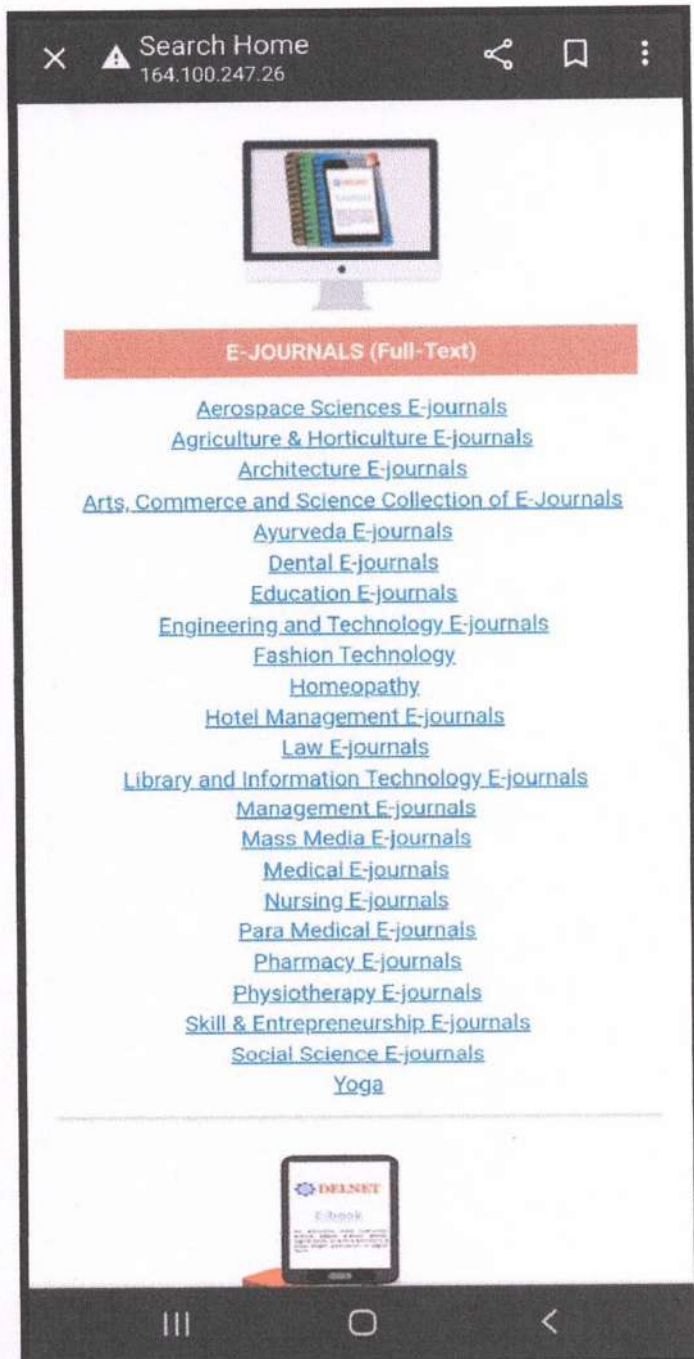 Search Home
164.100.247.26
DELNET
E-JOURNALS (Full-Text)
Aerospace Sciences E-journals
Agriculture & Horticulture E-journals
Architecture E-journals
Arts, Commerce and Science Collection of E-Journals
Ayurveda E-journals
Dental E-journals
Education E-journals
Engineering and Technology E-journals
Fashion Technology
Homeopathy
Hotel Management E-journals
Law E-journals
Library and Information Technology E-journals
Management E-journals
Mass Media E-journals
Medical E-journals
Nursing E-journals
Para Medical E-journals
Pharmacy E-journals
Physiotherapy E-journals
Skill & Entrepreneurship E-journals
Social Science E-journals
Yoga
DELNET
E-book